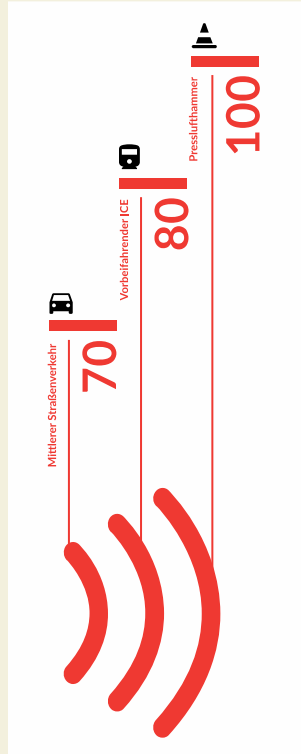 Mittlerer Straßenverkehr
70
Vorbeifahrender ICE
80
Presslufthammer
100